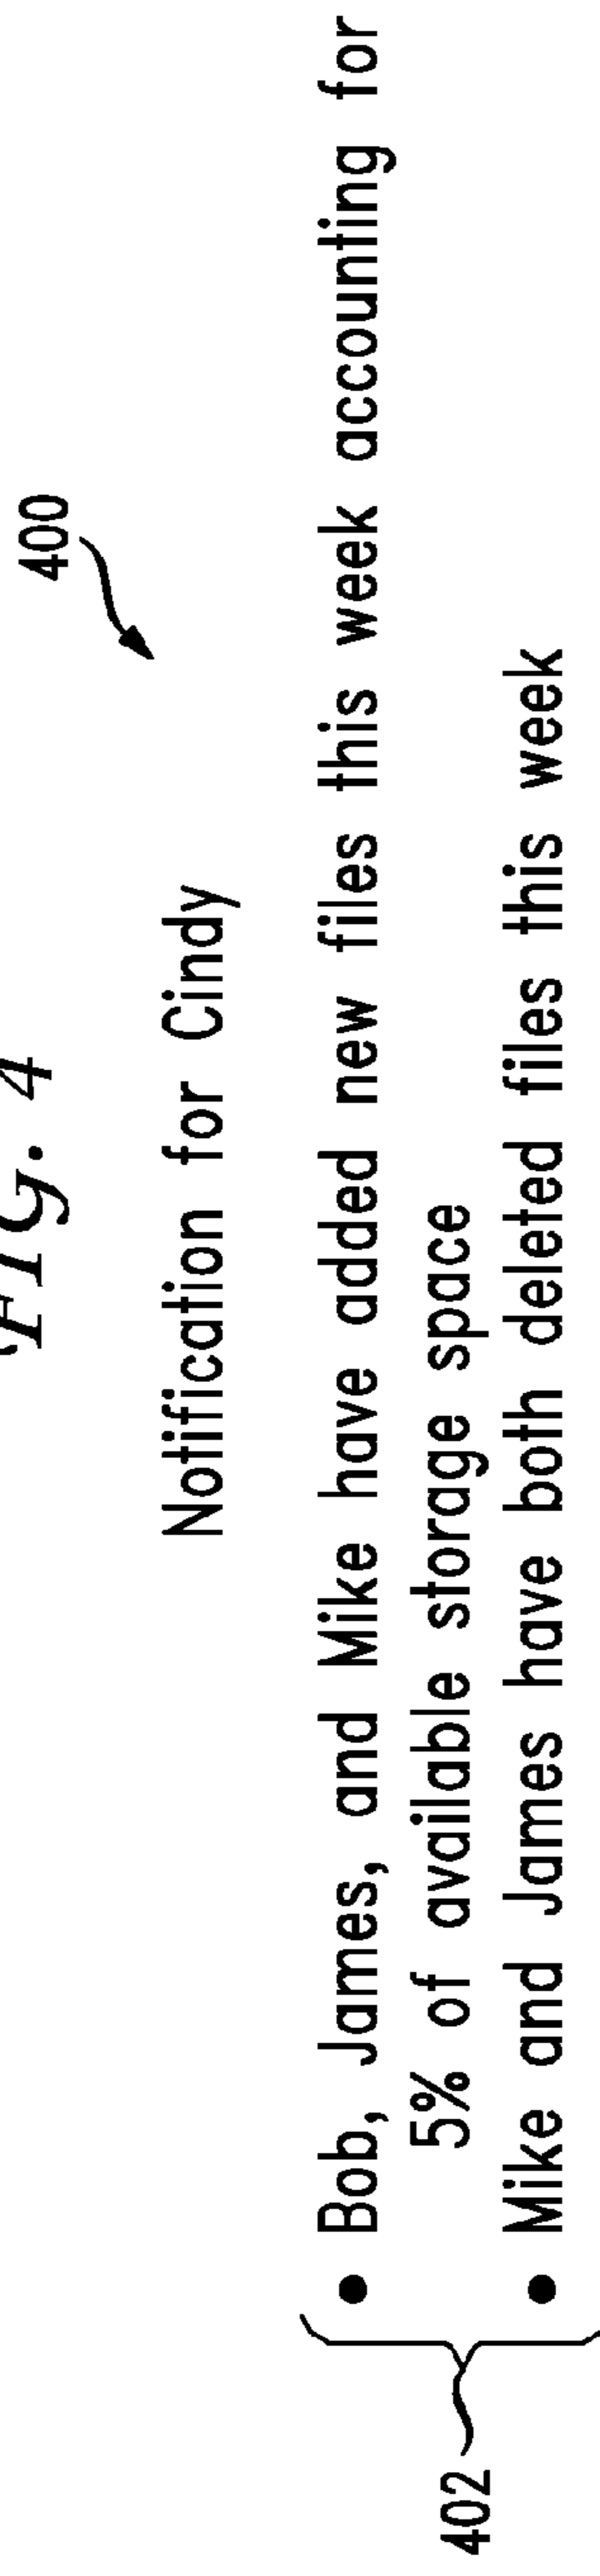 FIG. 4
400
Notification for Cindy
• Bob, James, and Mike have added new files this week accounting for
5% of available storage space
• Mike and James have both deleted files this week
402